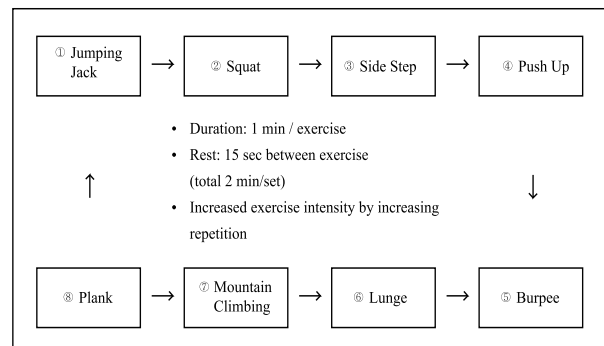 ① Jumping
Jack
→
② Squat
→
③ Side Step
→
④ Push Up
• Duration: 1 min / exercise
• Rest: 15 sec between exercise
(total 2 min/set)
• Increased exercise intensity by increasing
repetition
↑
↓
⑧ Plank
→
⑦ Mountain
Climbing
→
⑥ Lunge
→
⑤ Burpee